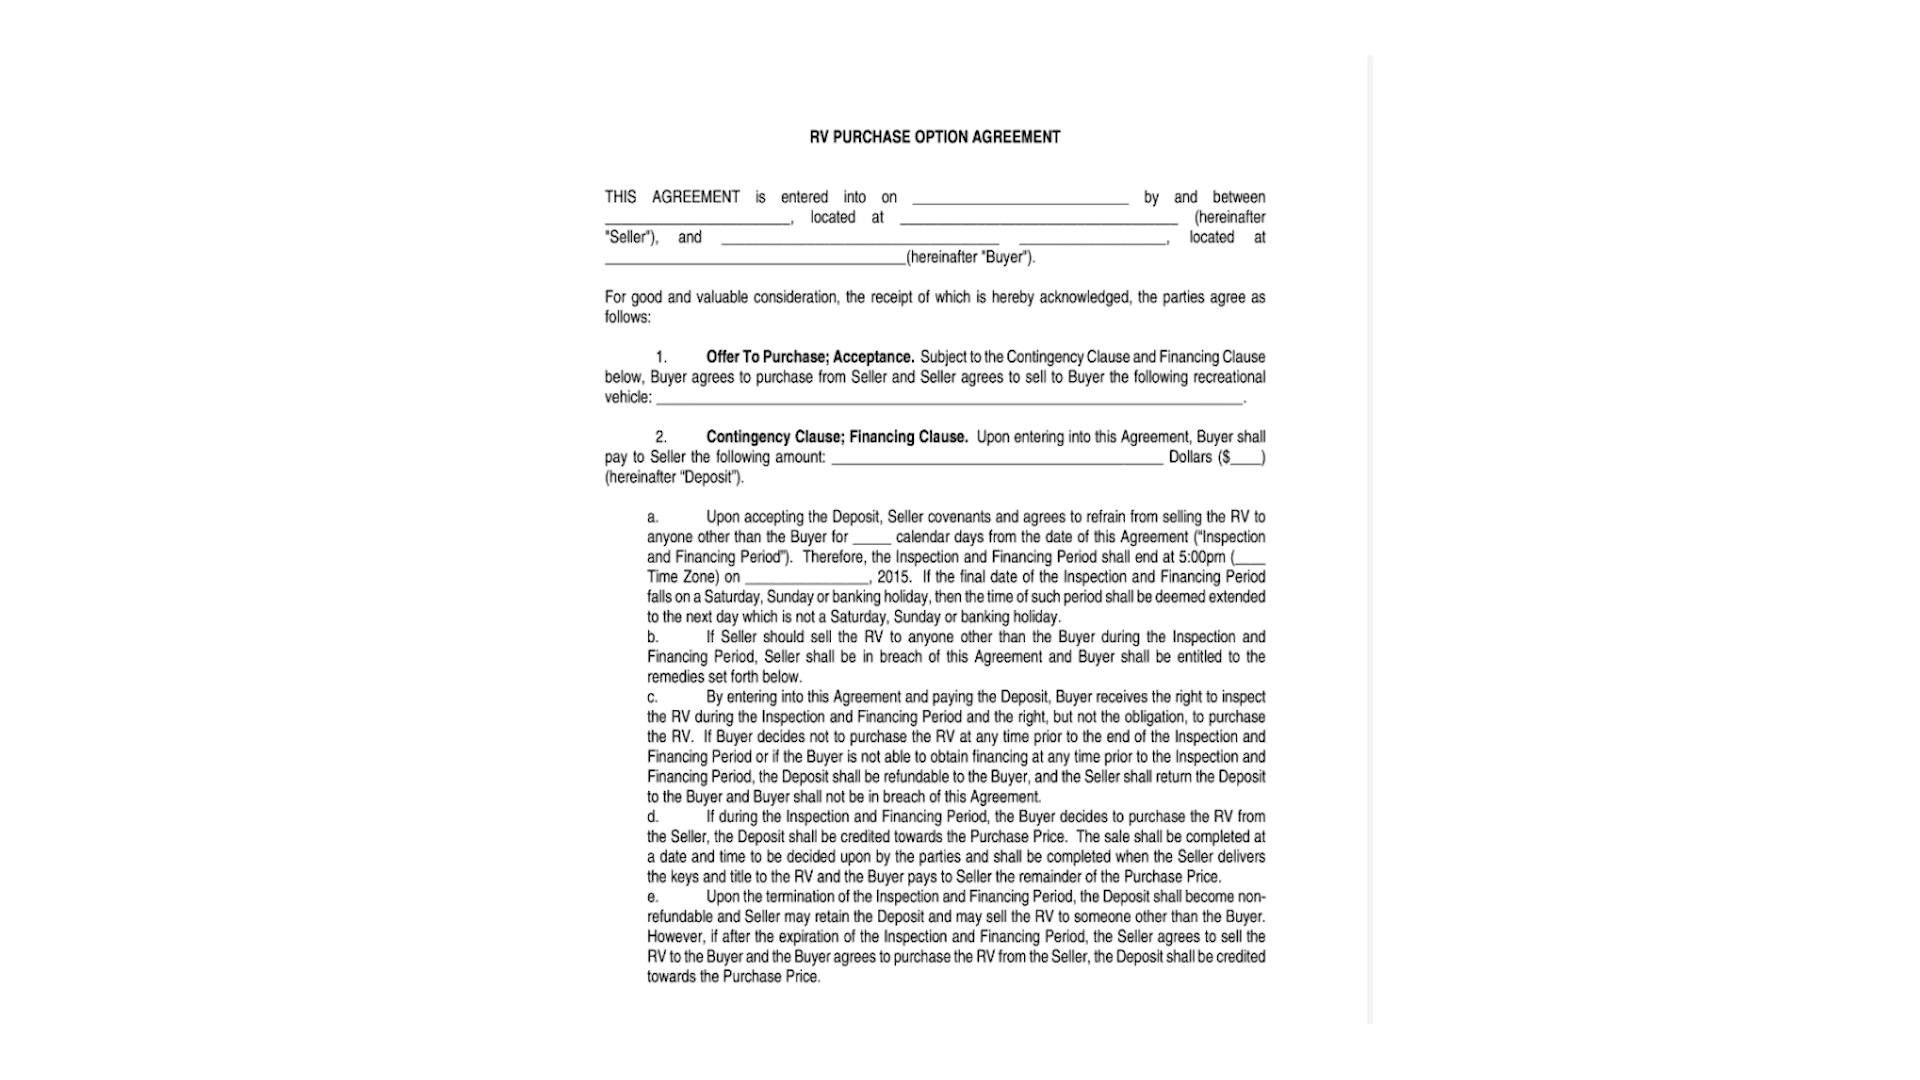 RV PURCHASE OPTION AGREEMENT
THIS AGREEMENT is entered into on ____________________________ by and between
________________________, located at ____________________________________ (hereinafter
"Seller"), and ____________________________________ ___________________, located at
_______________________________________(hereinafter "Buyer").
For good and valuable consideration, the receipt of which is hereby acknowledged, the parties agree as
follows:
1. Offer To Purchase; Acceptance. Subject to the Contingency Clause and Financing Clause
below, Buyer agrees to purchase from Seller and Seller agrees to sell to Buyer the following recreational
vehicle: ____________________________________________________________________________.
2. Contingency Clause; Financing Clause. Upon entering into this Agreement, Buyer shall
pay to Seller the following amount: ___________________________________________ Dollars ($____)
(hereinafter “Deposit”).
a. Upon accepting the Deposit, Seller covenants and agrees to refrain from selling the RV to
anyone other than the Buyer for _____ calendar days from the date of this Agreement (“Inspection
and Financing Period”). Therefore, the Inspection and Financing Period shall end at 5:00pm (____
Time Zone) on ________________, 2015. If the final date of the Inspection and Financing Period
falls on a Saturday, Sunday or banking holiday, then the time of such period shall be deemed extended
to the next day which is not a Saturday, Sunday or banking holiday.
b. If Seller should sell the RV to anyone other than the Buyer during the Inspection and
Financing Period, Seller shall be in breach of this Agreement and Buyer shall be entitled to the
remedies set forth below.
c. By entering into this Agreement and paying the Deposit, Buyer receives the right to inspect
the RV during the Inspection and Financing Period and the right, but not the obligation, to purchase
the RV. If Buyer decides not to purchase the RV at any time prior to the end of the Inspection and
Financing Period or if the Buyer is not able to obtain financing at any time prior to the Inspection and
Financing Period, the Deposit shall be refundable to the Buyer, and the Seller shall return the Deposit
to the Buyer and Buyer shall not be in breach of this Agreement.
d. If during the Inspection and Financing Period, the Buyer decides to purchase the RV from
the Seller, the Deposit shall be credited towards the Purchase Price. The sale shall be completed at
a date and time to be decided upon by the parties and shall be completed when the Seller delivers
the keys and title to the RV and the Buyer pays to Seller the remainder of the Purchase Price.
e. Upon the termination of the Inspection and Financing Period, the Deposit shall become non-
refundable and Seller may retain the Deposit and may sell the RV to someone other than the Buyer.
However, if after the expiration of the Inspection and Financing Period, the Seller agrees to sell the
RV to the Buyer and the Buyer agrees to purchase the RV from the Seller, the Deposit shall be credited
towards the Purchase Price.